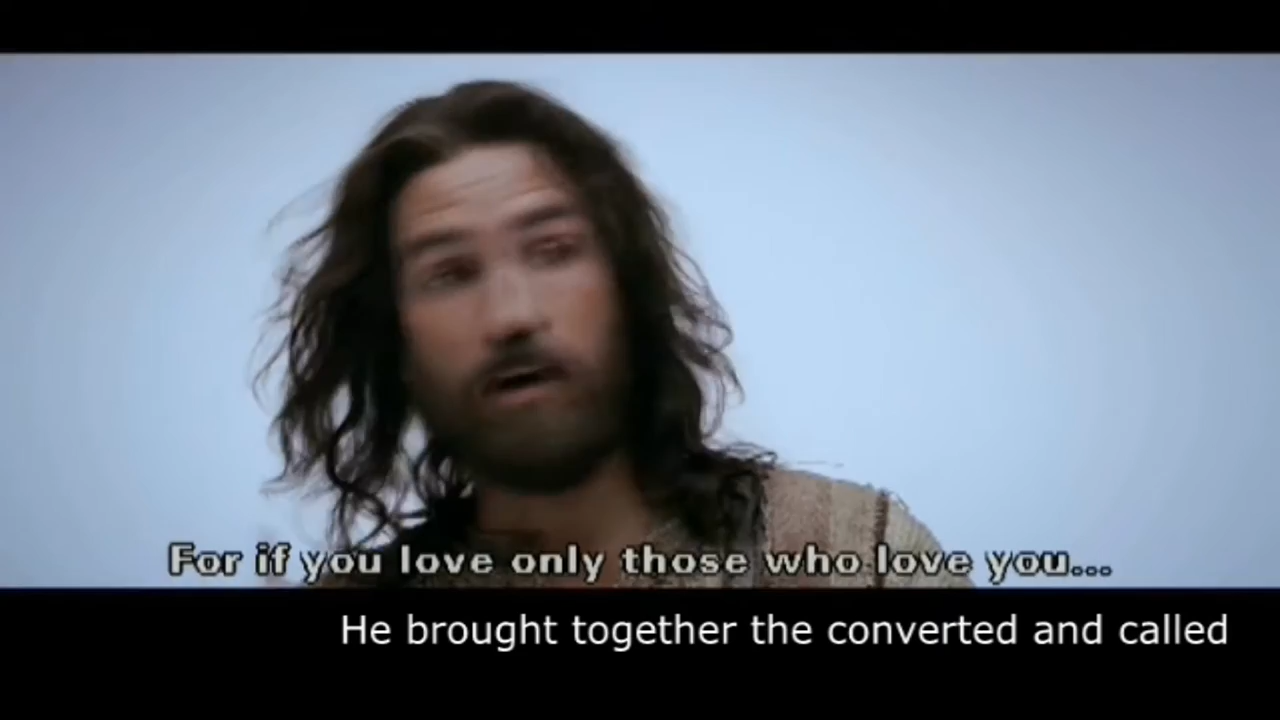 For if you love only those who love you...
He brought together the converted and called